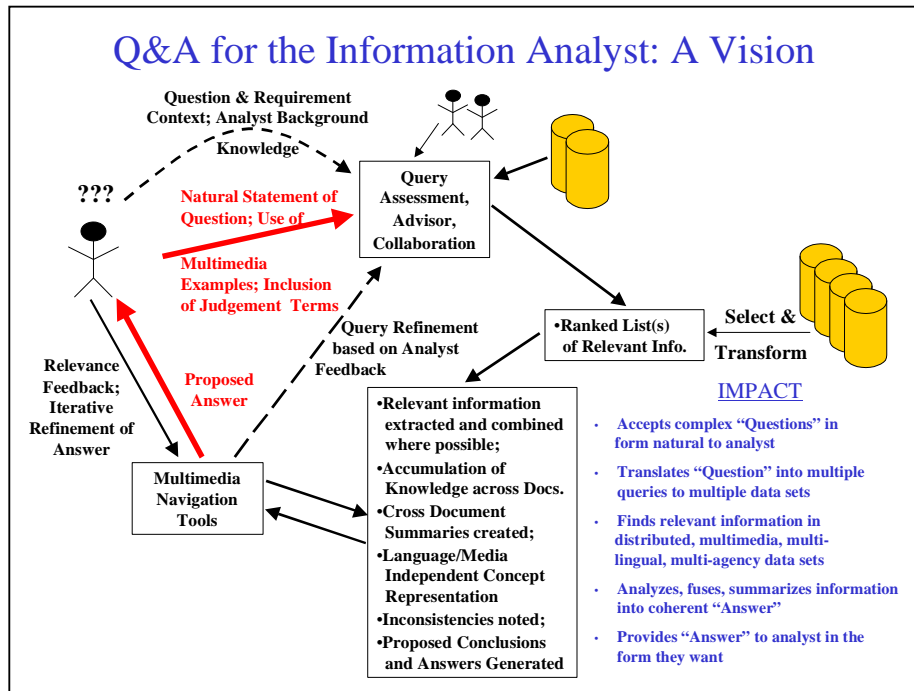 Q&A for the Information Analyst: A Vision
Question & Requirement
Context; Analyst Background
Knowledge
???
Natural Statement of
Question; Use of
Multimedia
Examples; Inclusion
of Judgement Terms
Query
Assessment,
Advisor,
Collaboration
•Ranked List(s)
of Relevant Info.
Select &
Transform
Query Refinement
based on Analyst
Feedback
Relevance
Feedback;
Iterative
Refinement of
Answer
Proposed
Answer
Multimedia
Navigation
Tools
•Relevant information
extracted and combined
where possible;
•Accumulation of
Knowledge across Docs.
•Cross Document
Summaries created;
•Language/Media
Independent Concept
Representation
•Inconsistencies noted;
•Proposed Conclusions
and Answers Generated
IMPACT
• Accepts complex “Questions” in
form natural to analyst
• Translates “Question” into multiple
queries to multiple data sets
• Finds relevant information in
distributed, multimedia, multi-
lingual, multi-agency data sets
• Analyzes, fuses, summarizes information
into coherent “Answer”
• Provides “Answer” to analyst in the
form they want